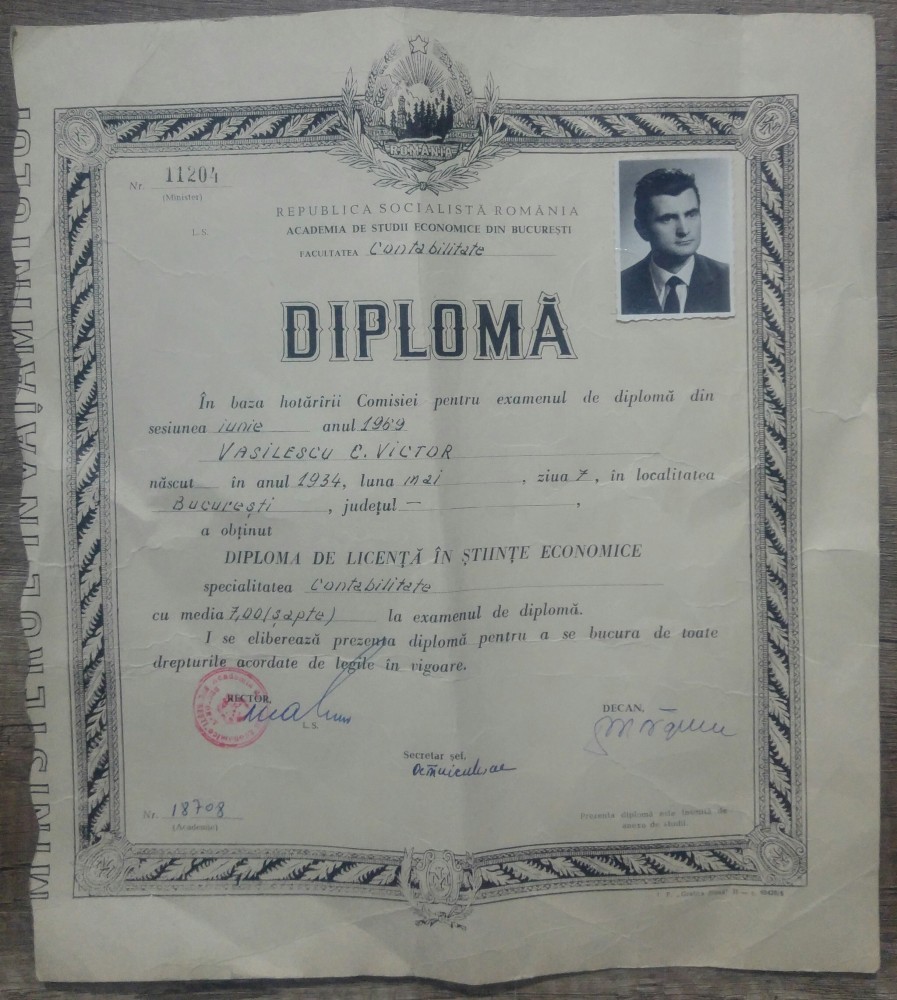 ROMÂNIA
Nr. 11204
(Minister)
L.S.
REPUBLICA SOCIALISTĂ ROMÂNIA
ACADEMIA DE STUDII ECONOMICE DIN BUCUREȘTI
FACULTATEA Contabilitate
DIPLOMĂ
În baza hotărîrii Comisiei pentru examenul de diplomă din
sesiunea iunie anul 1969
VASILESCU C. VICTOR
născut în anul 1934, luna mai, ziua 7, în localitatea
București, județul —,
a obținut
DIPLOMA DE LICENȚĂ ÎN ȘTIINȚE ECONOMICE
specialitatea Contabilitate
cu media 7,00 (șapte) la examenul de diplomă.
I se eliberează prezenta diplomă pentru a se bucura de toate
drepturile acordate de legile în vigoare.
RECTOR,
L.S.
DECAN,
Secretar șef,
Nr. 18708
(Academie)
Prezenta diplomă este însoțită de
anexa de studii.
MINISTERUL ÎNVĂȚĂMÎNTULUI